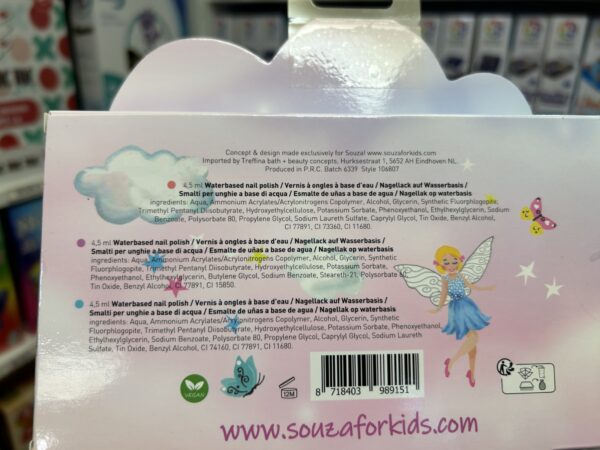 Concept & design made exclusively for Souza! www.souzaforkids.com
Imported by Treffina bath + beauty concepts, Hurksestraat 1, 5652 AH Eindhoven NL.
Produced in P.R.C. Batch 6339 Style 106807
4,5 ml Waterbased nail polish / Vernis à ongles à base d'eau / Nagellack auf Wasserbasis /
Smalti per unghie a base di acqua / Esmalte de uñas a base de agua / Nagellak op waterbasis
ingredients: Aqua, Ammonium Acrylates/Acrylonitrogens Copolymer, Alcohol, Glycerin, Synthetic Fluorphlogopite,
Trimethyl Pentanyl Diisobutyrate, Hydroxyethylcellulose, Potassium Sorbate, Phenoxyethanol, Ethylhexylglycerin, Sodium
Benzoate, Polysorbate 80, Propylene Glycol, Sodium Laureth Sulfate, Caprylyl Glycol, Tin Oxide, Benzyl Alcohol,
CI 77891, CI 73360, CI 11680.
4,5 ml Waterbased nail polish / Vernis à ongles à base d'eau / Nagellack auf Wasserbasis /
Smalti per unghie a base di acqua / Esmalte de uñas a base de agua / Nagellak op waterbasis
ingredients: Aqua, Ammonium Acrylates/Acrylonitrogens Copolymer, Alcohol, Glycerin, Synthetic
Fluorphlogopite, Trimethyl Pentanyl Diisobutyrate, Hydroxyethylcellulose, Potassium Sorbate,
Phenoxyethanol, Ethylhexylglycerin, Butylene Glycol, Sodium Benzoate, Steareth-21, Polysorbate
Tin Oxide, Benzyl Alcohol, CI 77891, CI 15850.
4,5 ml Waterbased nail polish / Vernis à ongles à base d'eau / Nagellack auf Wasserbasis /
Smalti per unghie a base di acqua / Esmalte de uñas a base de agua / Nagellak op waterbasis
ingredients: Aqua, Ammonium Acrylates/Acrylonitrogens Copolymer, Alcohol, Glycerin, Synthetic
Fluorphlogopite, Trimethyl Pentanyl Diisobutyrate, Hydroxyethylcellulose, Potassium Sorbate, Phenoxyethanol,
Ethylhexylglycerin, Sodium Benzoate, Polysorbate 80, Propylene Glycol, Caprylyl Glycol, Sodium Laureth
Sulfate, Tin Oxide, Benzyl Alcohol, CI 74160, CI 77891, CI 11680.
VEGAN
12M
8 718403 989151
www.souzaforkids.com